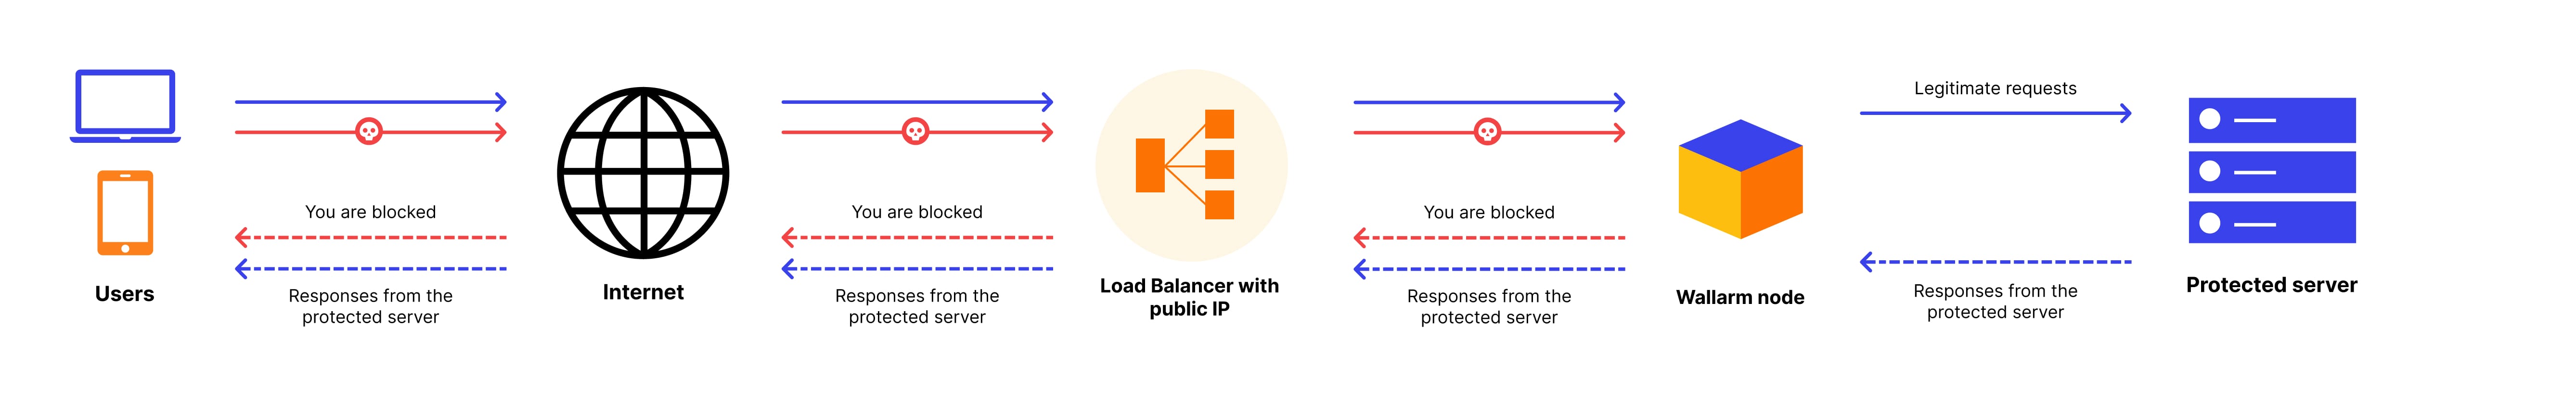 Legitimate requests
You are blocked
You are blocked
You are blocked
Users
Responses from the
protected server
Internet
Responses from the
protected server
Load Balancer with
public IP
Responses from the
protected server
Wallarm node
Responses from the
protected server
Protected server